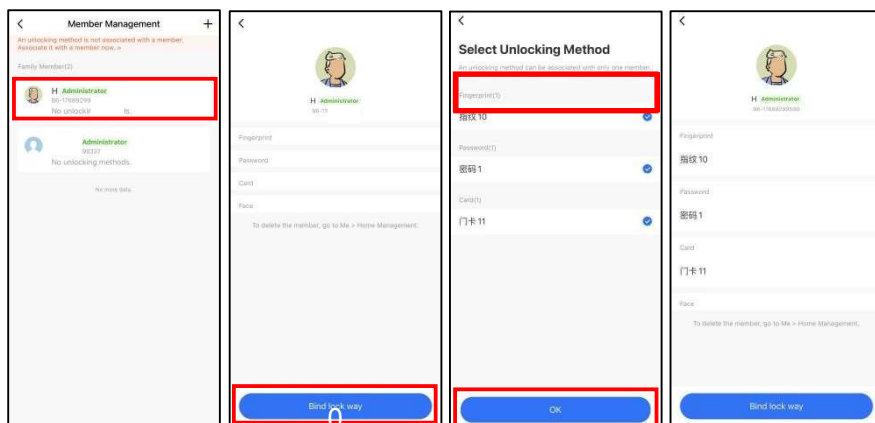 Member Management
An unlocking method is not associated with a member.
Associate it with a member now.->
Family Member(2)
H Administrator
No unlockir
is.
Administrator
98337
No unlocking methods.
No more data.
H Administrator
Fingerprint
Password
Card
Face
To delete the member, go to Me > Home Management.
Bind lock way
Select Unlocking Method
An unlocking method can be associated with only one member.
Fingerprint(1)
指纹 10
Password(1)
密码 1
Card(1)
门卡 11
OK
H Administrator
Fingerprint
指纹 10
Password
密码 1
Card
门卡 11
Face
To delete the member, go to Me > Home Management.
Bind lock way